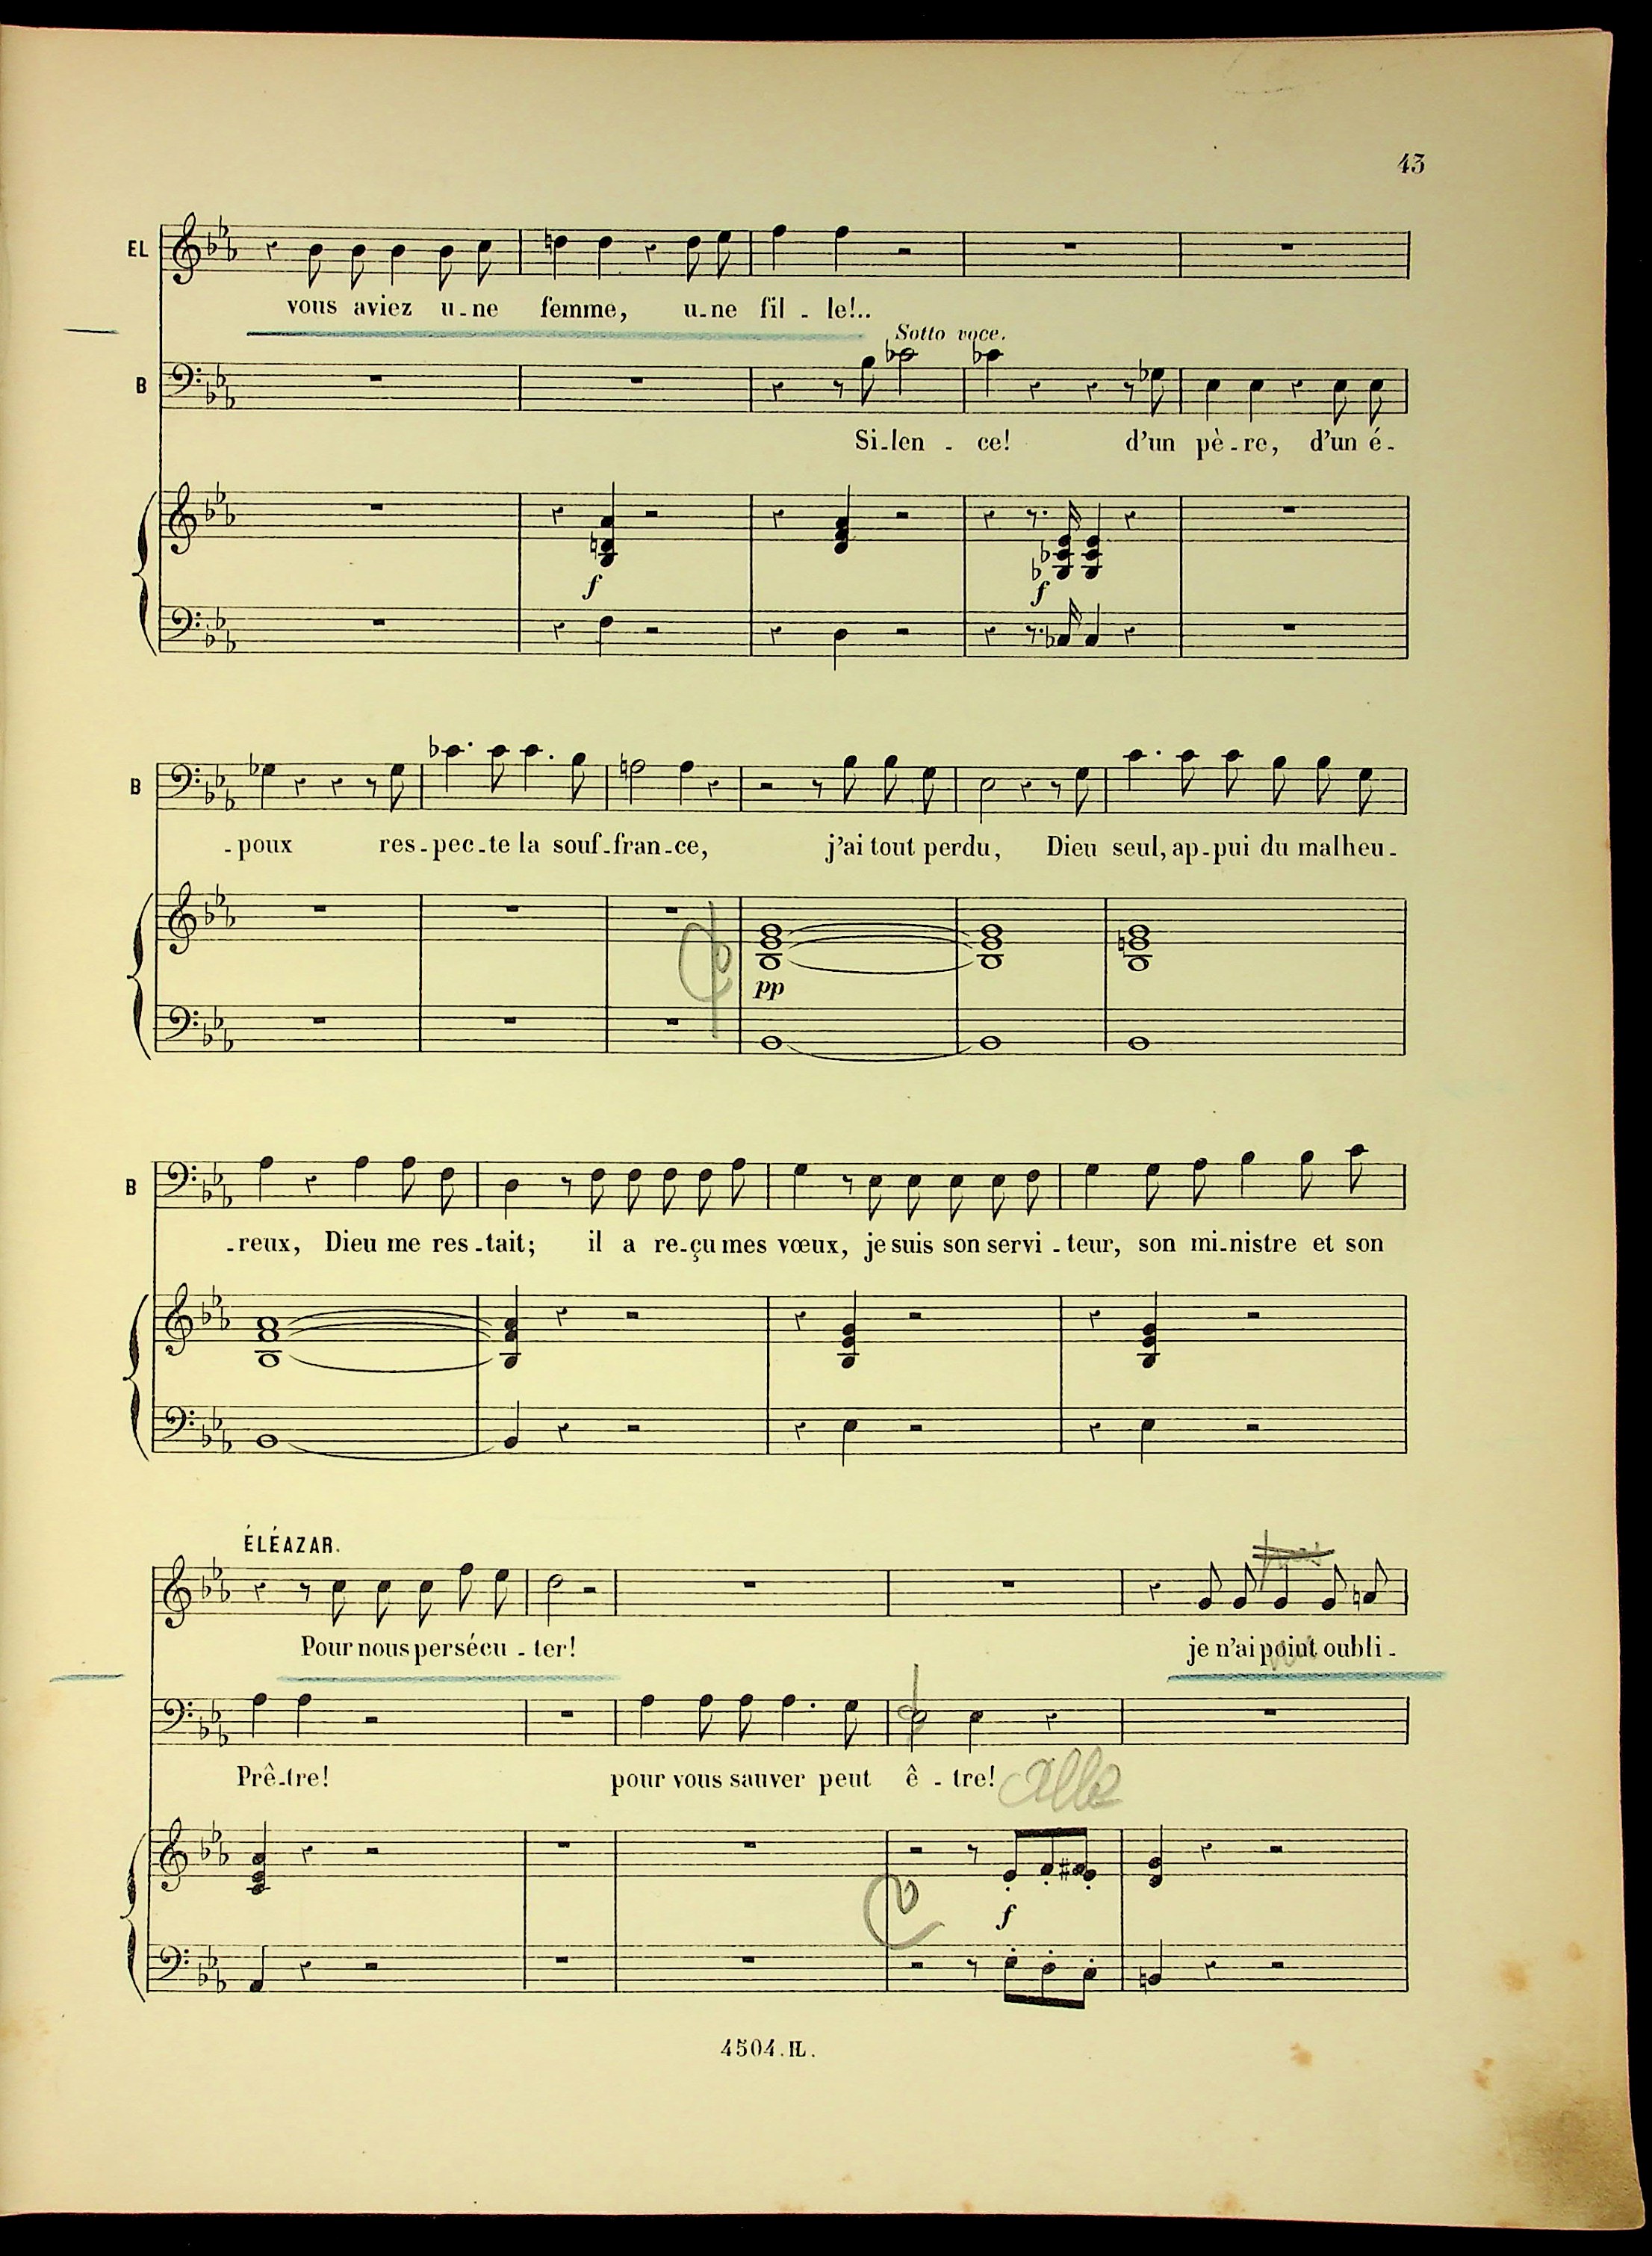 43
EL
vous aviez u-ne femme, u-ne fil-le!..
Sotto voce.
B
Si-len-ce! d'un pè-re, d'un é-
f f
B
-poux res-pec-te la souf-fran-ce, j'ai tout perdu, Dieu seul, ap-pui du malheu-
pp
B
-reux, Dieu me res-tait; il a re-çu mes vœux, je suis son servi-teur, son mi-nistre et son
ÉLÉAZAR.
Pour nous persécu-ter! je n'ai point oubli-
Prê-tre! pour vous sauver peut ê-tre! Allo
f
4504.H.